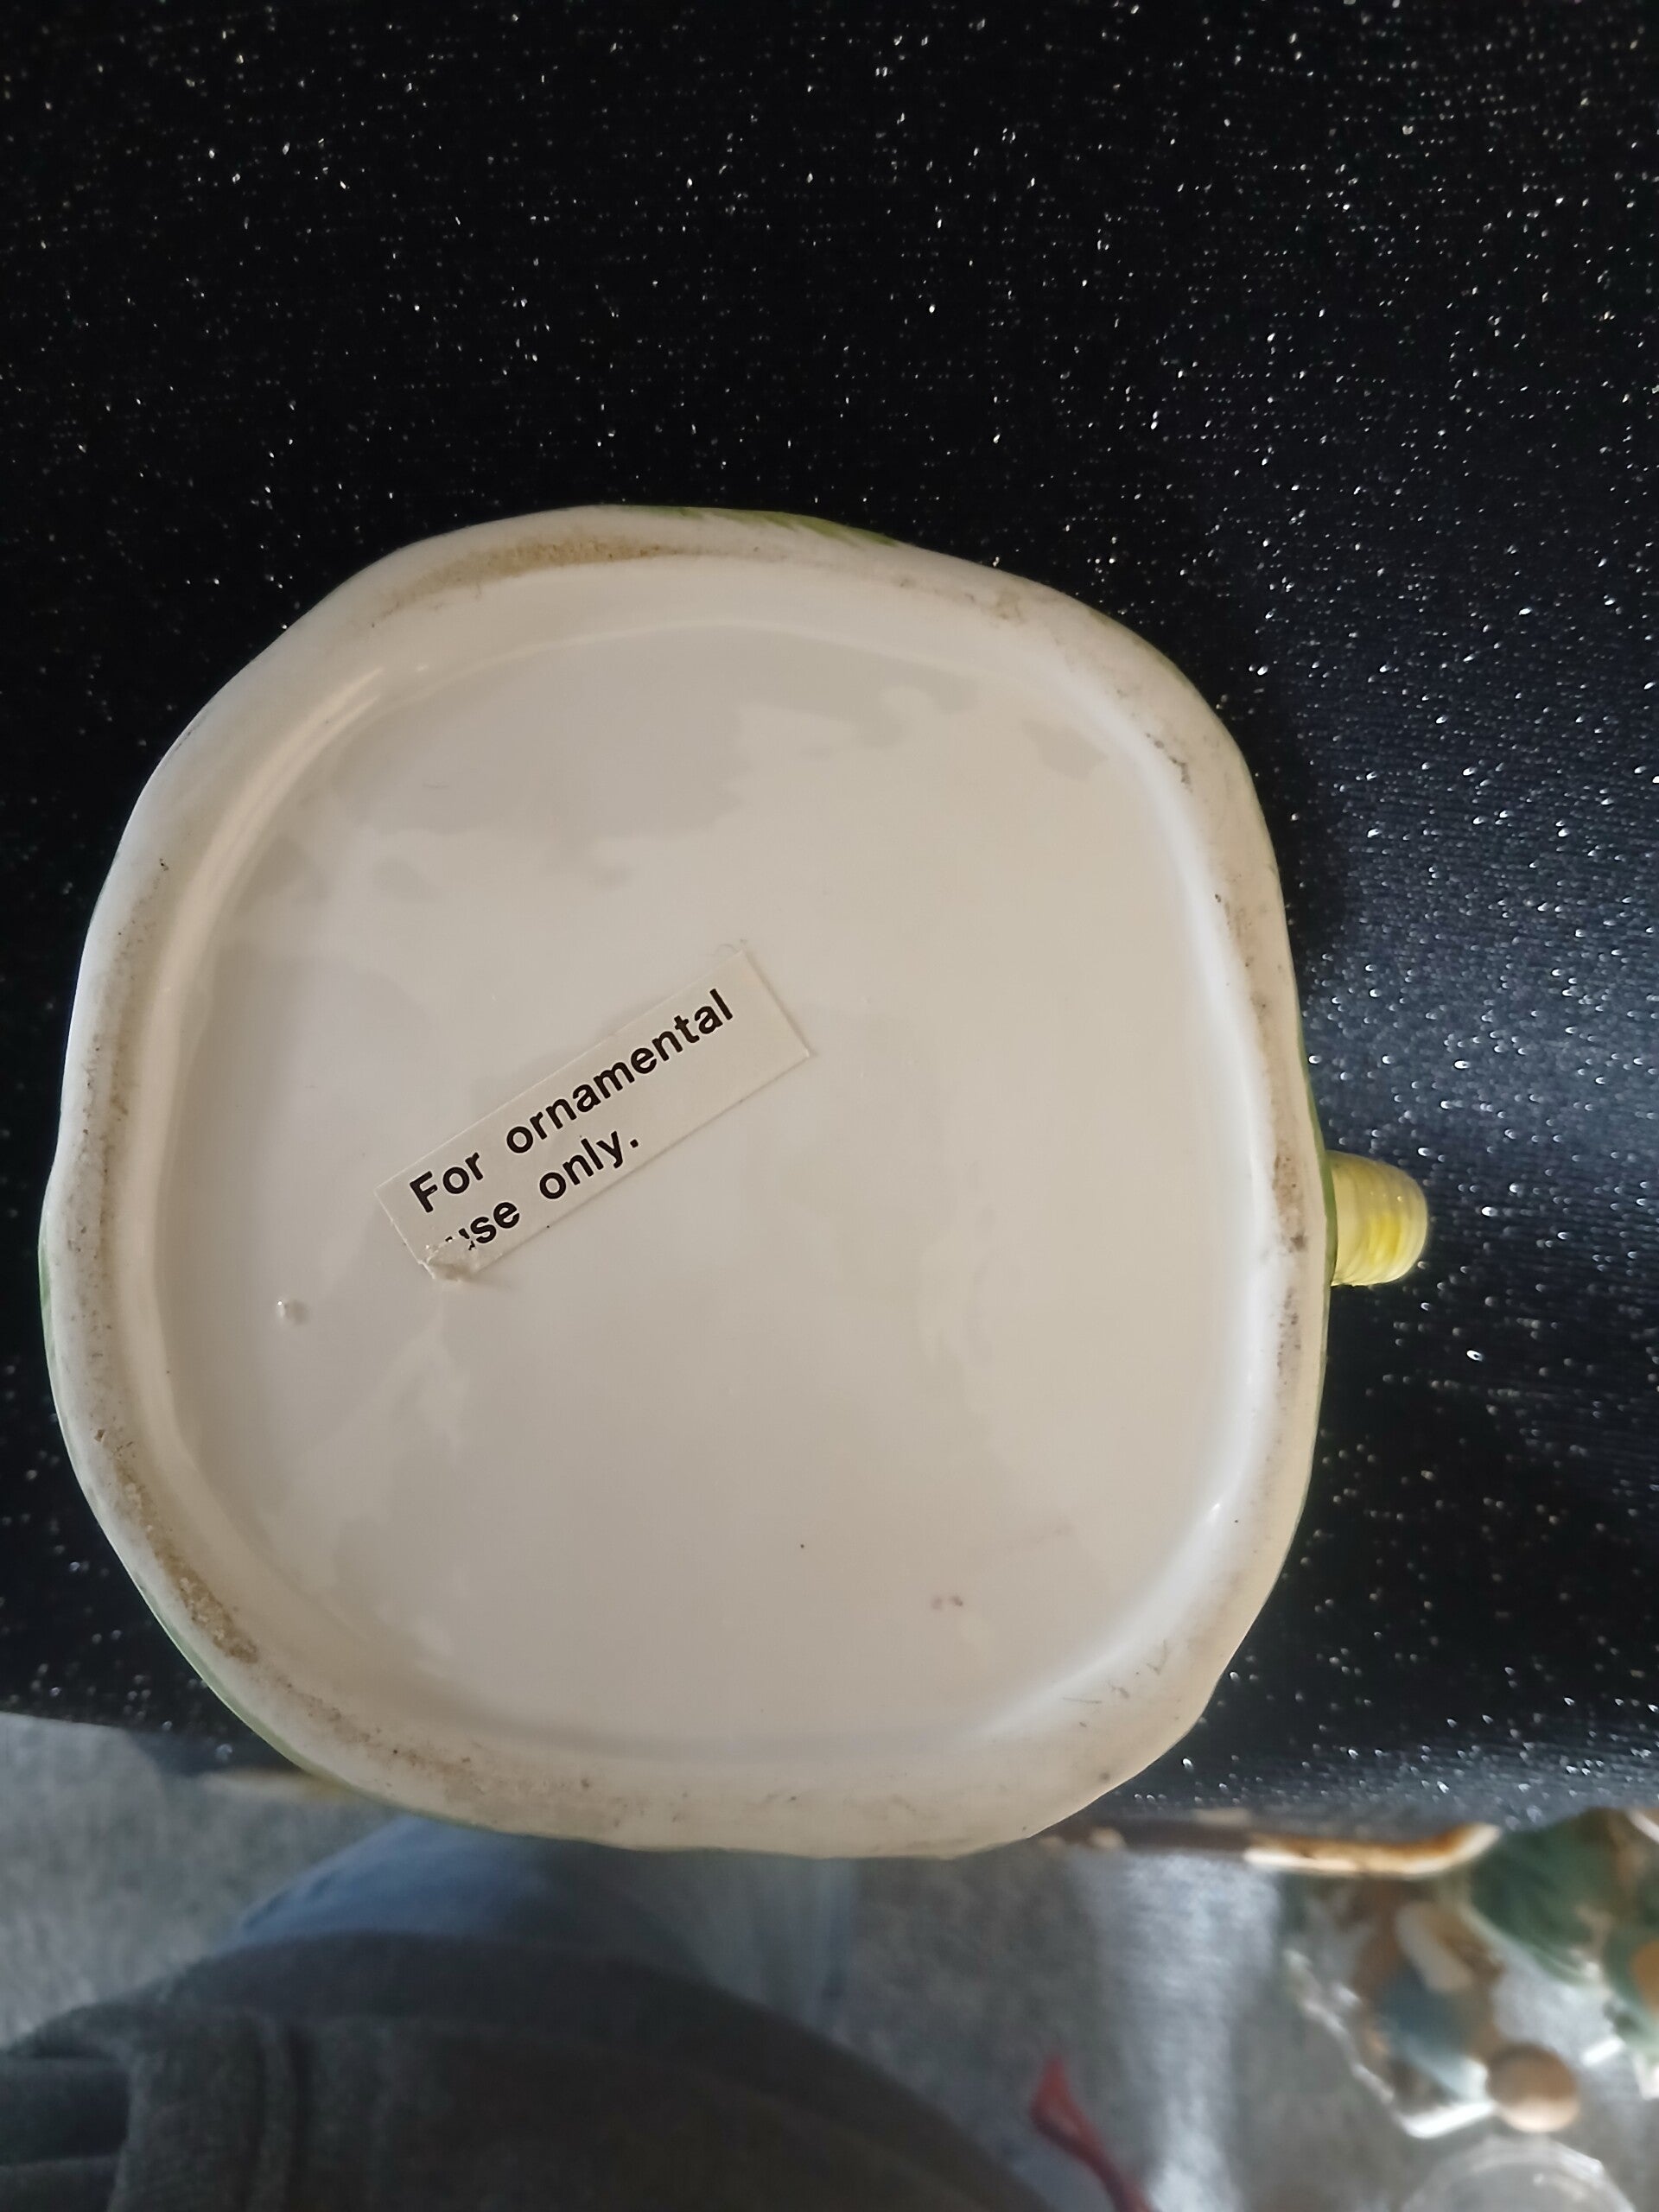 For ornamental
use only.